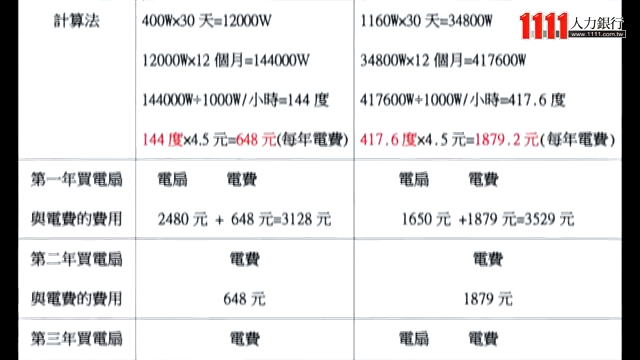 1111 人力銀行
www.1111.com.tw
計算法
400W×30 天=12000W
1160W×30 天=34800W
12000W×12 個月=144000W
34800W×12 個月=417600W
144000W÷1000W/小時=144 度
417600W÷1000W/小時=417.6 度
144 度×4.5 元=648 元(每年電費)
417.6 度×4.5 元=1879.2 元(每年電費)
第一年買電扇
電扇 電費
電扇 電費
與電費的費用
2480 元 + 648 元=3128 元
1650 元 +1879 元=3529 元
第二年買電扇
電費
電費
與電費的費用
648 元
1879 元
第三年買電扇
電費
電扇 電費